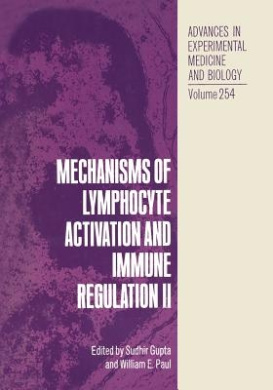 ADVANCES IN
EXPERIMENTAL
MEDICINE
AND BIOLOGY
Volume 254
MECHANISMS OF
LYMPHOCYTE
ACTIVATION AND
IMMUNE
REGULATION II
Edited by Sudhir Gupta
and William E. Paul